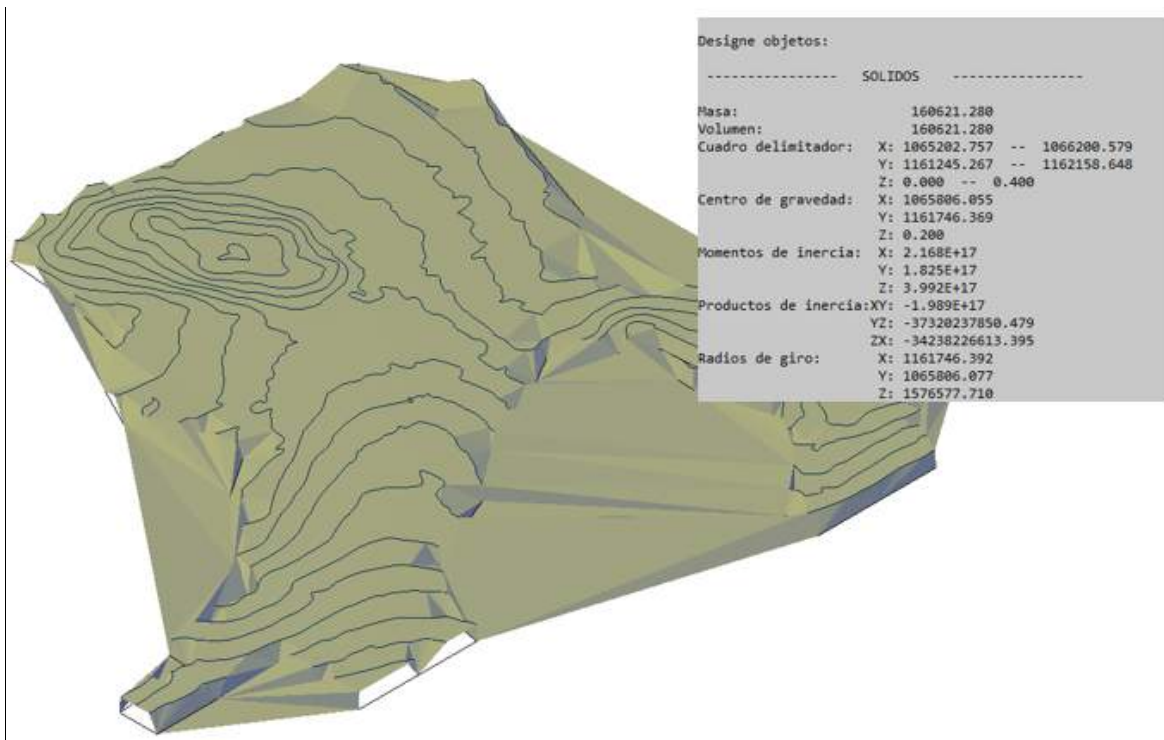 Designe objetos:
---------------- SOLIDOS ----------------
Masa: 160621.280
Volumen: 160621.280
Cuadro delimitador: X: 1065202.757 -- 1066200.579
Y: 1161245.267 -- 1162158.648
Z: 0.000 -- 0.400
Centro de gravedad: X: 1065806.055
Y: 1161746.369
Z: 0.200
Momentos de inercia: X: 2.168E+17
Y: 1.825E+17
Z: 3.992E+17
Productos de inercia:XY: -1.989E+17
YZ: -37320237850.479
ZX: -34238226613.395
Radios de giro: X: 1161746.392
Y: 1065806.077
Z: 1576577.710